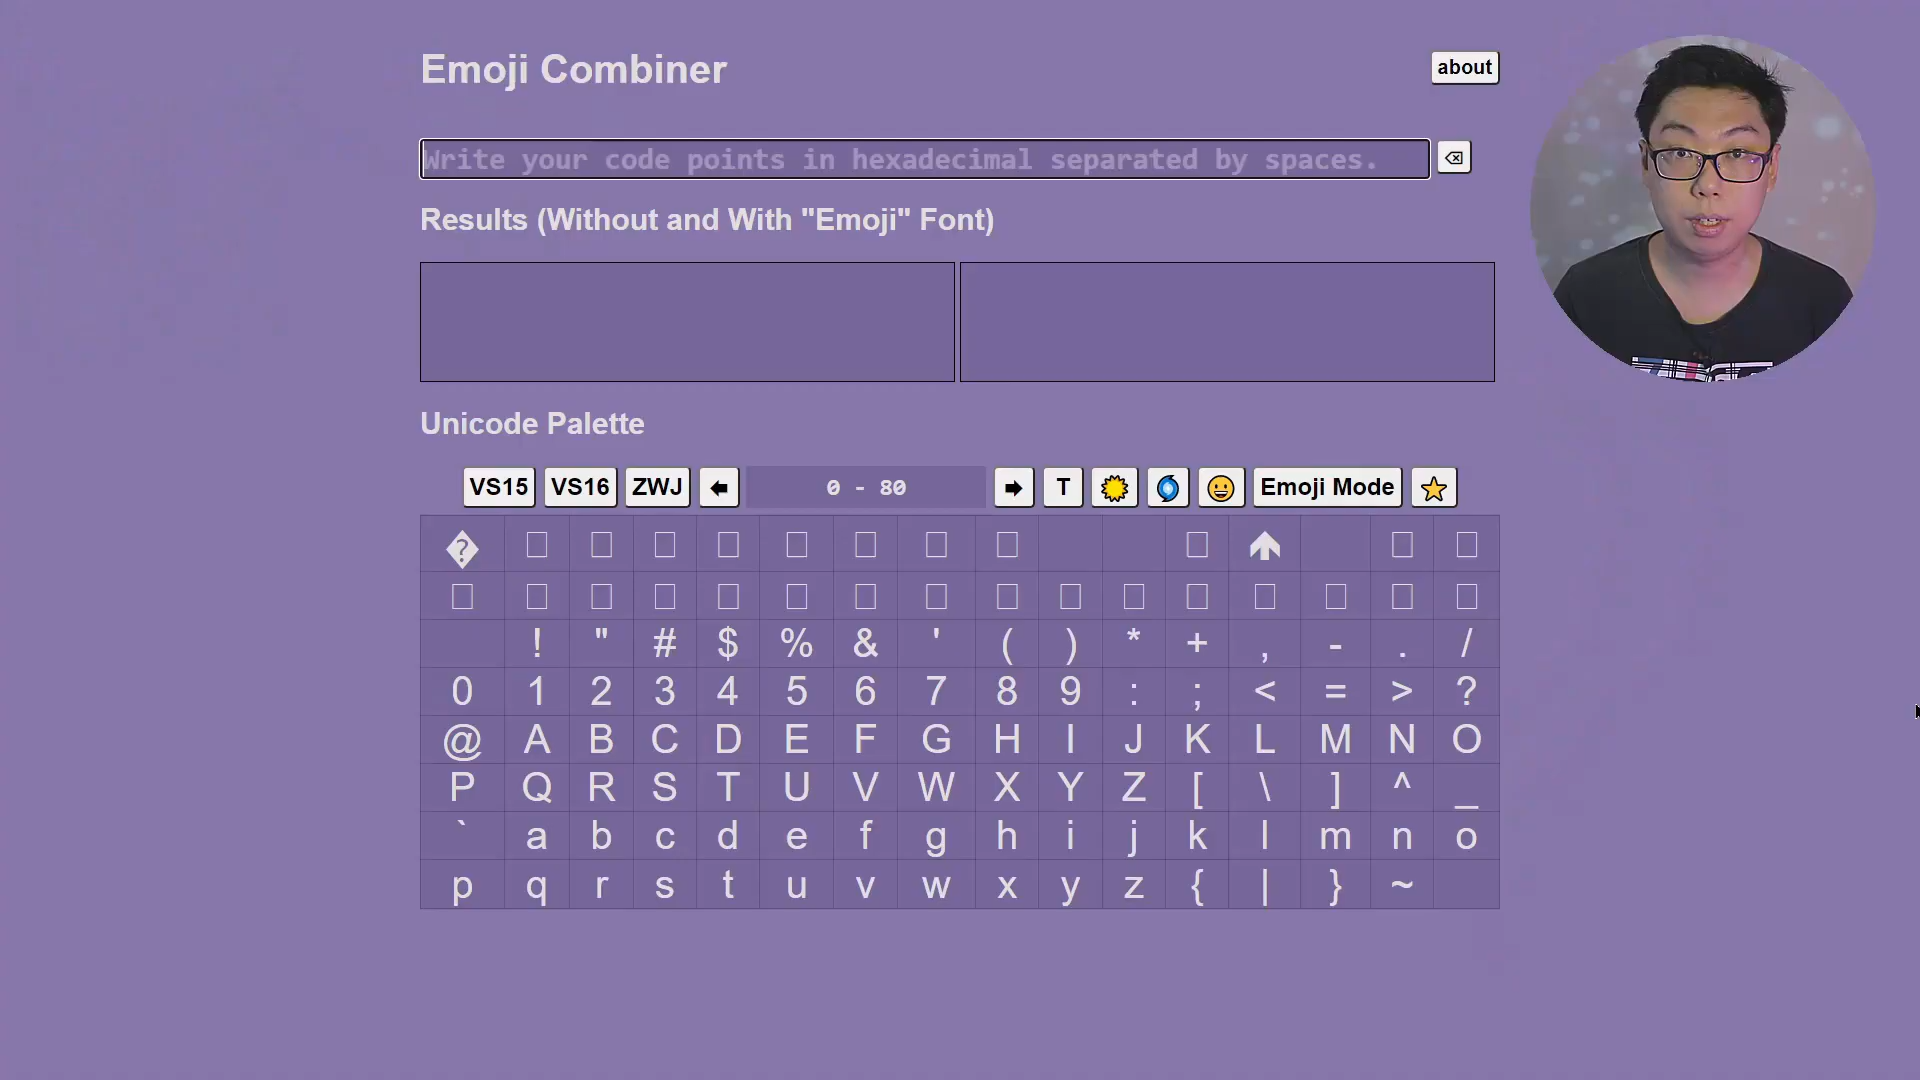 Emoji Combiner
about
Write your code points in hexadecimal separated by spaces.
Results (Without and With "Emoji" Font)
Unicode Palette
VS15 VS16 ZWJ 🡄 0 - 80 🡆 T Emoji Mode
! " # $ % & ' ( ) * + , - . /
0 1 2 3 4 5 6 7 8 9 : ; < = > ?
@ A B C D E F G H I J K L M N O
P Q R S T U V W X Y Z [ \ ] ^ _
` a b c d e f g h i j k l m n o
p q r s t u v w x y z { | } ~